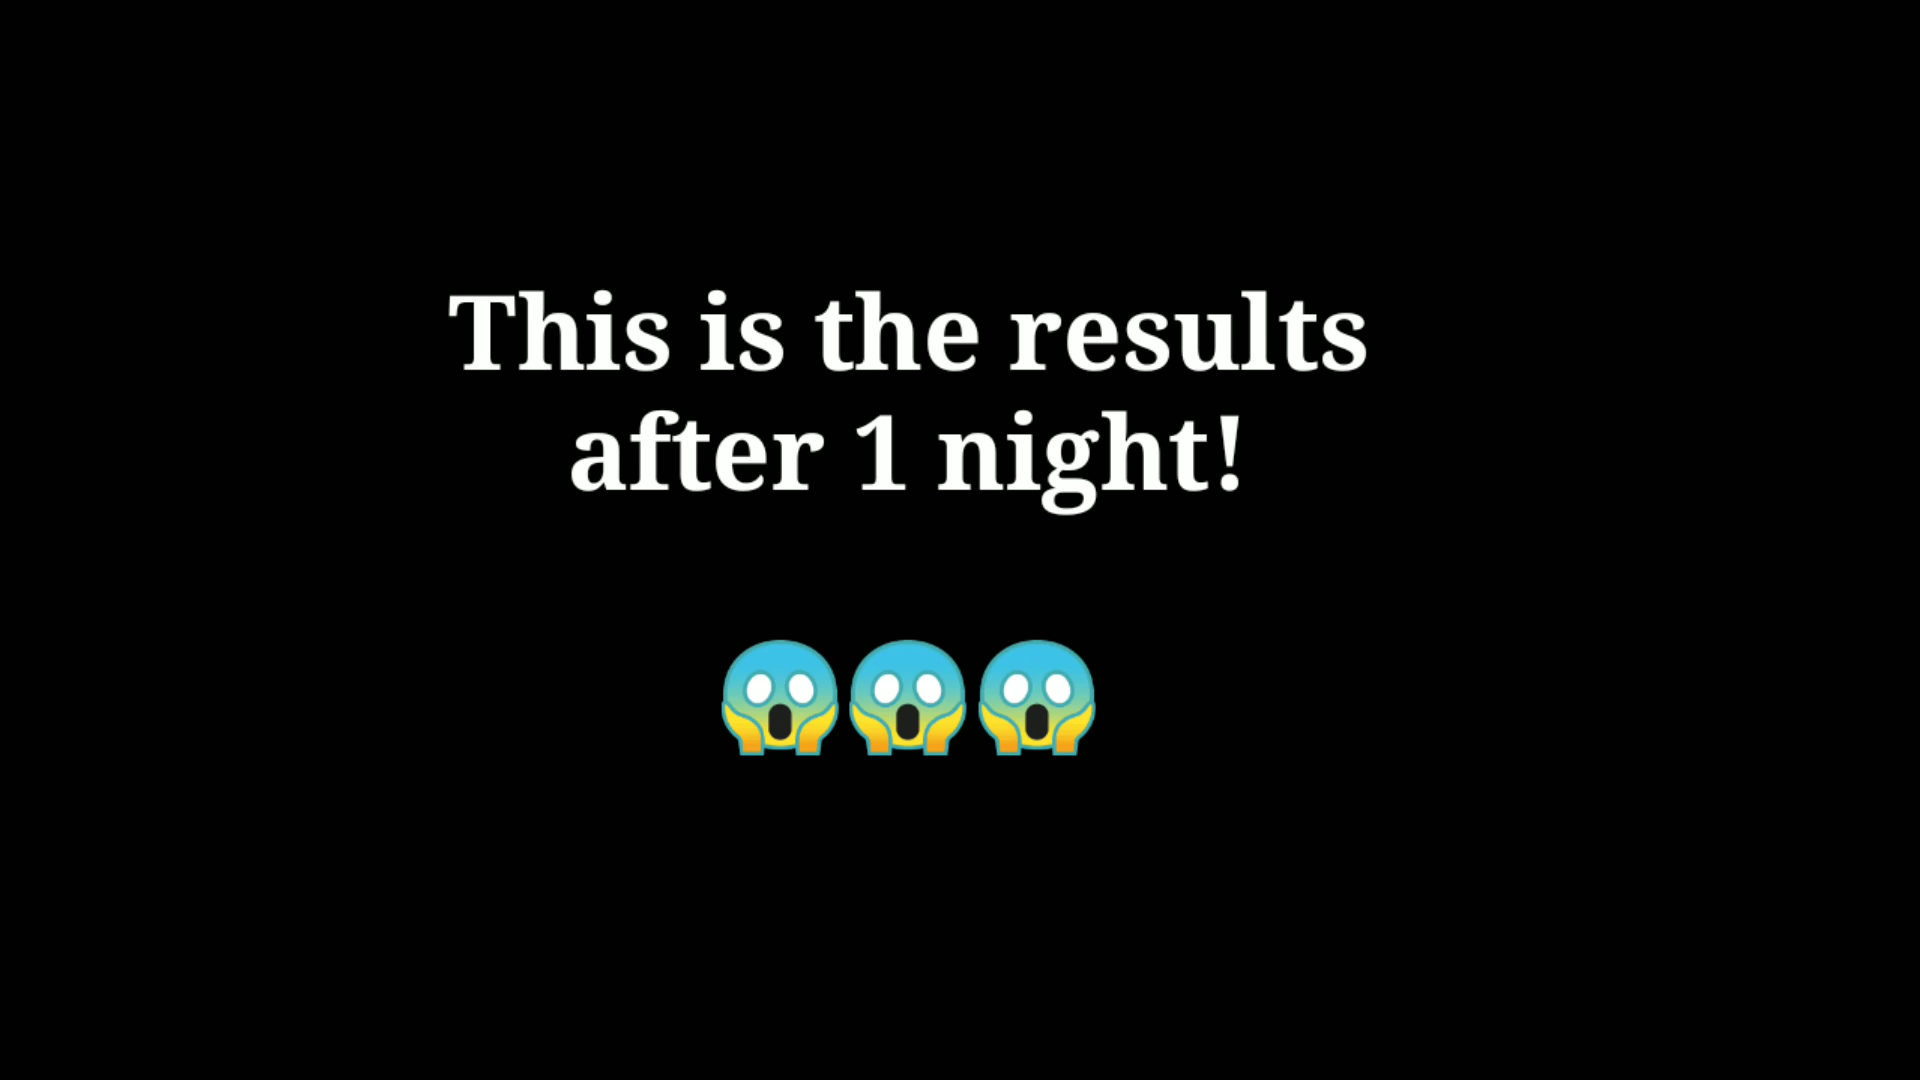 This is the results
after 1 night!
😱😱😱